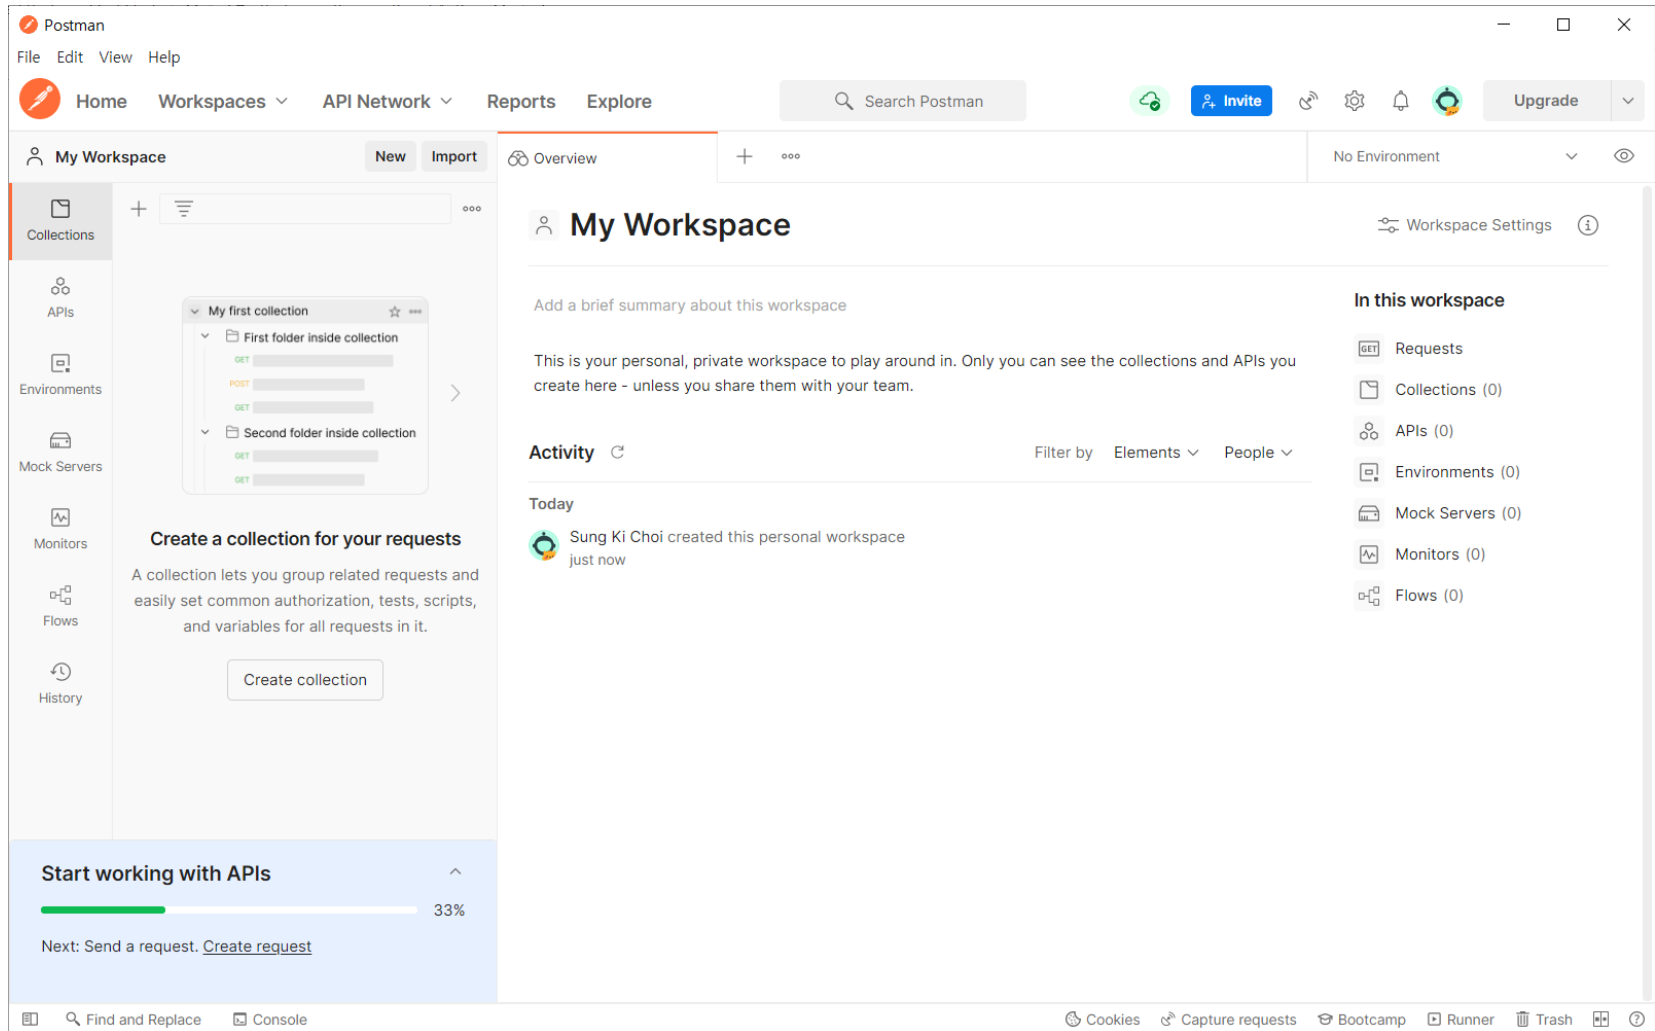 Postman
File Edit View Help
Home Workspaces API Network Reports Explore Search Postman Invite Upgrade
My Workspace New Import Overview No Environment
Collections
APIs
Environments
Mock Servers
Monitors
Flows
History
My first collection
First folder inside collection
GET
POST
GET
Second folder inside collection
GET
GET
Create a collection for your requests
A collection lets you group related requests and
easily set common authorization, tests, scripts,
and variables for all requests in it.
Create collection
Start working with APIs
33%
Next: Send a request. Create request
My Workspace
Workspace Settings
Add a brief summary about this workspace
This is your personal, private workspace to play around in. Only you can see the collections and APIs you
create here - unless you share them with your team.
Activity Filter by Elements People
Today
Sung Ki Choi created this personal workspace
just now
In this workspace
GET Requests
Collections (0)
APIs (0)
Environments (0)
Mock Servers (0)
Monitors (0)
Flows (0)
Find and Replace Console Cookies Capture requests Bootcamp Runner Trash